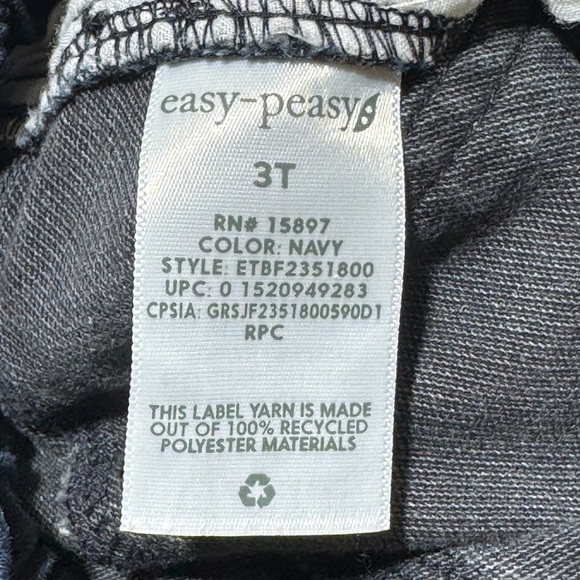 easy-peasy
3T
RN# 15897
COLOR: NAVY
STYLE: ETBF2351800
UPC: 0 1520949283
CPSIA: GRSJF2351800590D1
RPC
THIS LABEL YARN IS MADE
OUT OF 100% RECYCLED
POLYESTER MATERIALS